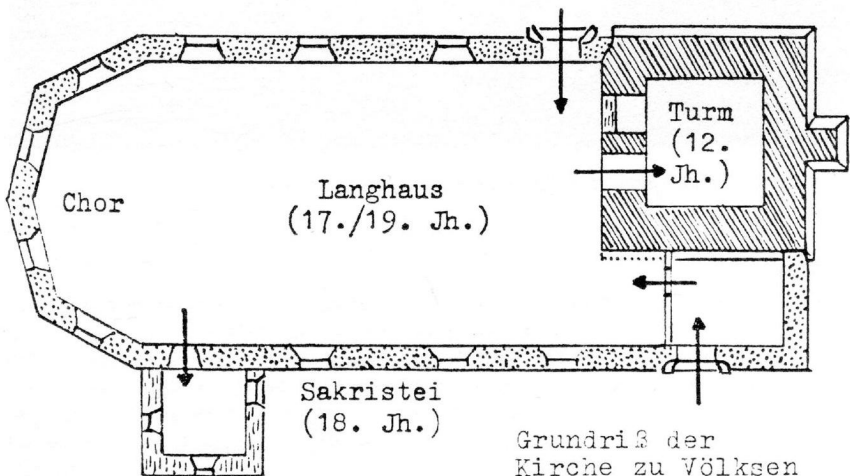 Turm
(12.
Jh.)
Chor
Langhaus
(17./19. Jh.)
Sakristei
(18. Jh.)
Grundriß der
Kirche zu Völksen